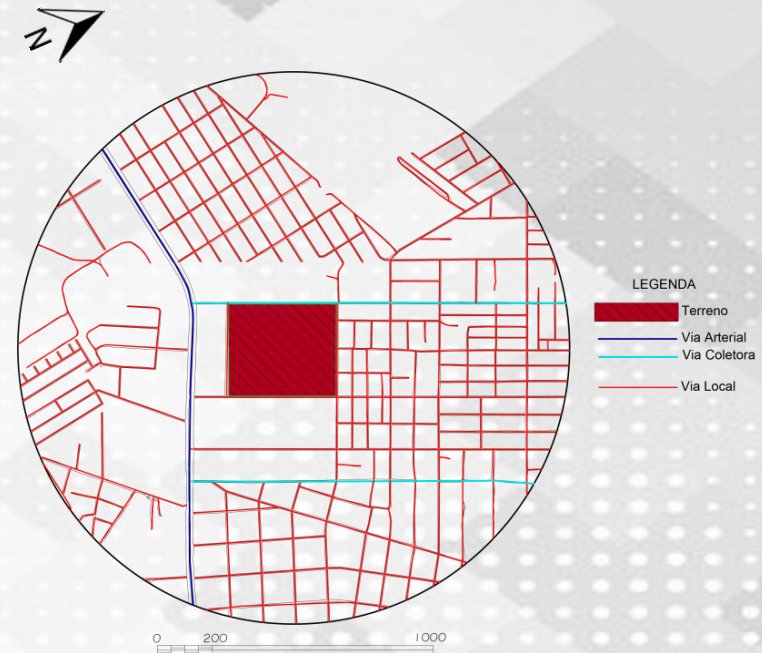 N
LEGENDA
Terreno
Via Arterial
Via Coletora
Via Local
0 200 1000